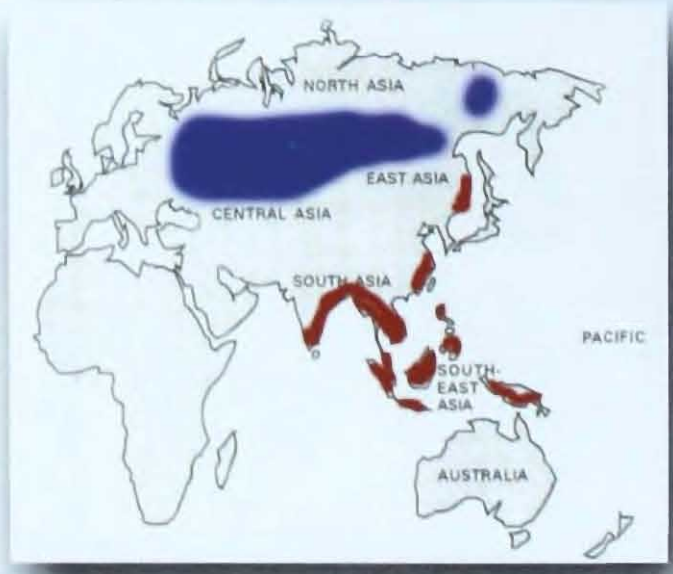 NORTH ASIA
EAST ASIA
CENTRAL ASIA
SOUTH ASIA
PACIFIC
SOUTH-
EAST
ASIA
AUSTRALIA